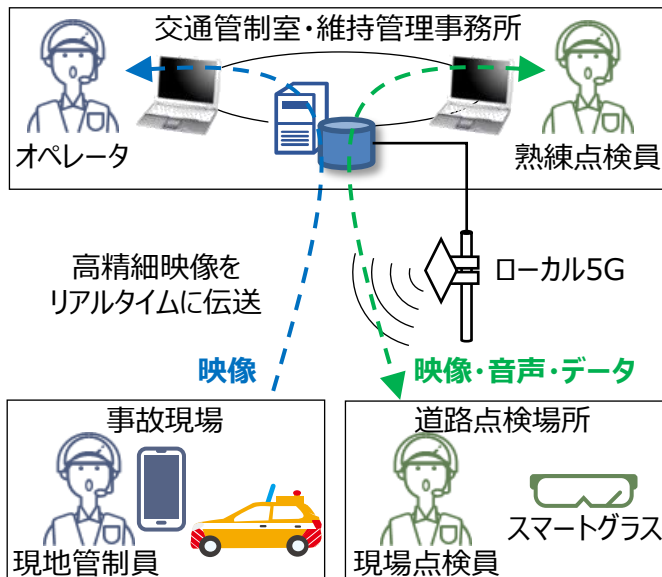 交通管制室・維持管理事務所
オペレータ
熟練点検員
高精細映像を
リアルタイムに伝送
ローカル5G
映像
映像・音声・データ
事故現場
現地管制員
道路点検場所
スマートグラス
現場点検員